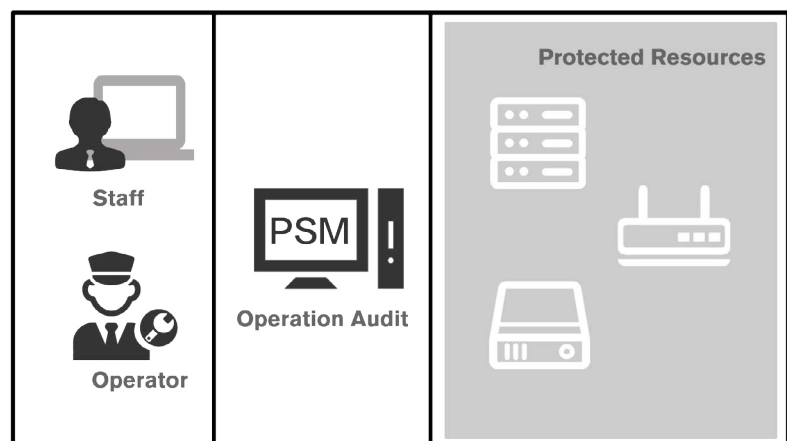 Staff
Operator
PSM
Operation Audit
Protected Resources